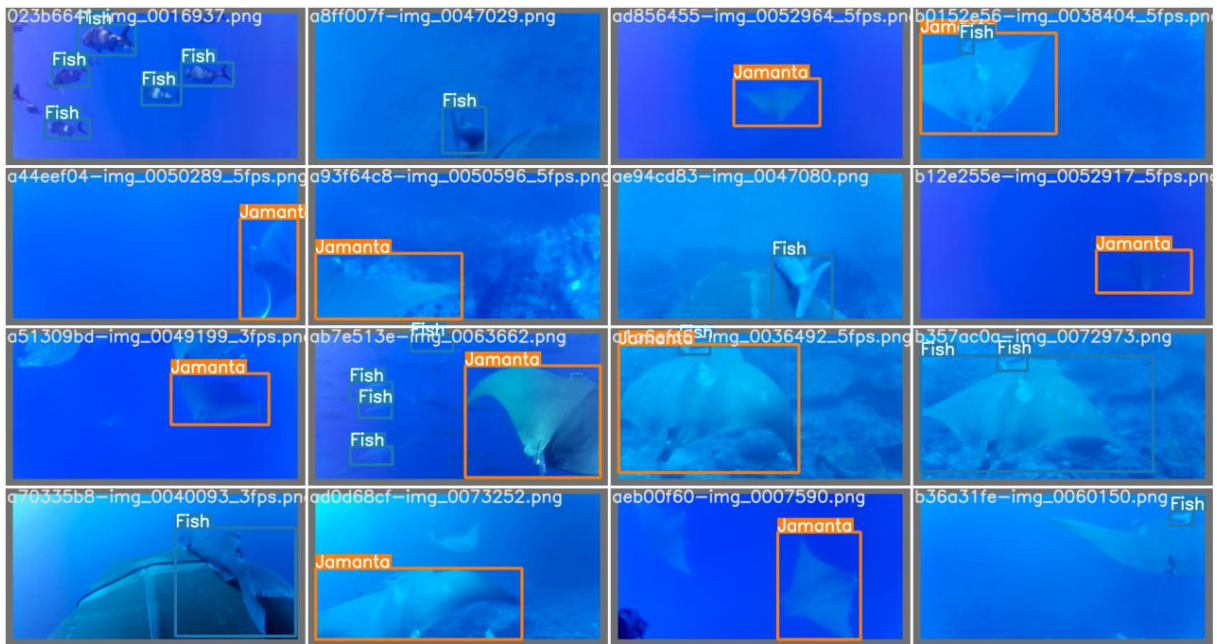 a8ff007f-img_0047029.png
ad856455-img_0052964_5fps.png
b0152e56-img_0038404_5fps.png
Fish
Fish
Fish
Fish
Fish
Fish
Jamanta
Fish
a44eef04-img_0050289_5fps.png
a93f64c8-img_0050596_5fps.png
ae94cd83-img_0047080.png
b12e255e-img_0052917_5fps.png
Jamanta
Jamanta
Fish
Jamanta
a51309bd-img_0049199_3fps.png
ab7e513e-img_0063662.png
img_0036492_5fps.png
b357ac0a-img_0072973.png
Jamanta
Fish
Jamanta
Fish
Fish
Fish
Jamanta
Fish
Fish
Fish
a70335b8-img_0040093_3fps.png
ad0d68cf-img_0073252.png
aeb00f60-img_0007590.png
b36a31fe-img_0060150.png
Fish
Jamanta
Jamanta
Fish